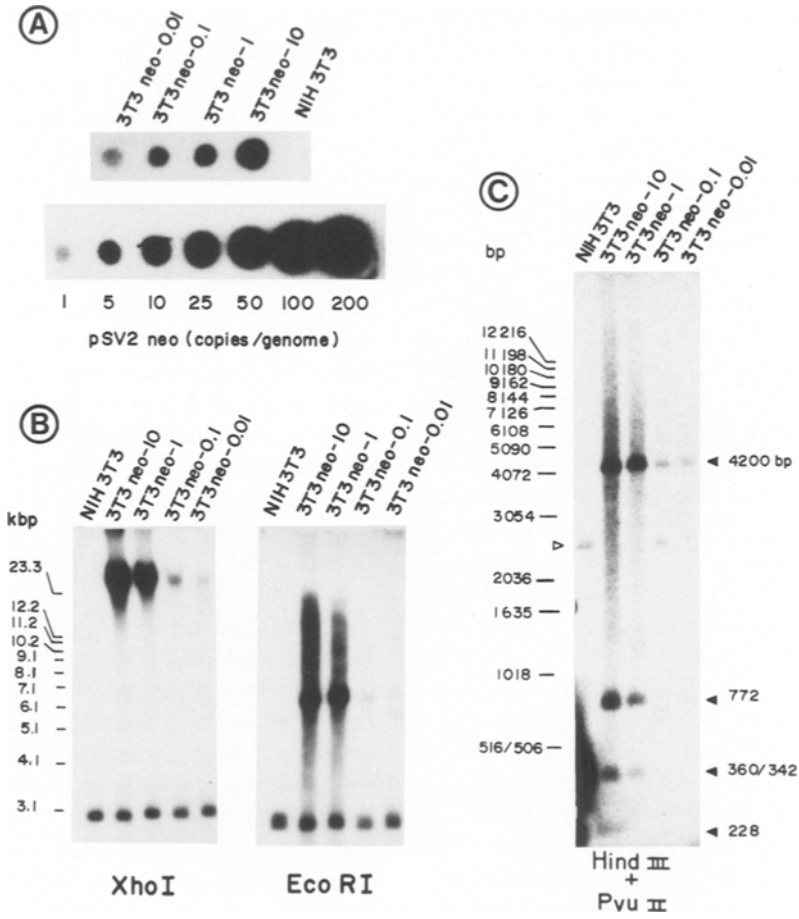 A
3T3 neo-0.01
3T3neo-0.1
3T3neo-1
3T3neo-10
NIH 3T3
1 5 10 25 50 100 200
pSV2 neo (copies/genome)
B
kbp
NIH 3T3
3T3neo-10
3T3neo-1
3T3neo-0.1
3T3neo-0.01
NIH 3T3
3T3neo-10
3T3neo-1
3T3neo-0.1
3T3neo-0.01
23.3
12.2
11.2
10.2
9.1
8.1
7.1
6.1
5.1
4.1
3.1
XhoI
Eco RI
C
bp
NIH 3T3
3T3neo-10
3T3neo-1
3T3neo-0.1
3T3neo-0.01
12216
11198
10180
9162
8144
7126
6108
5090
4072
3054
2036
1635
1018
516/506
4200 bp
772
360/342
228
Hind III
+
Pvu II